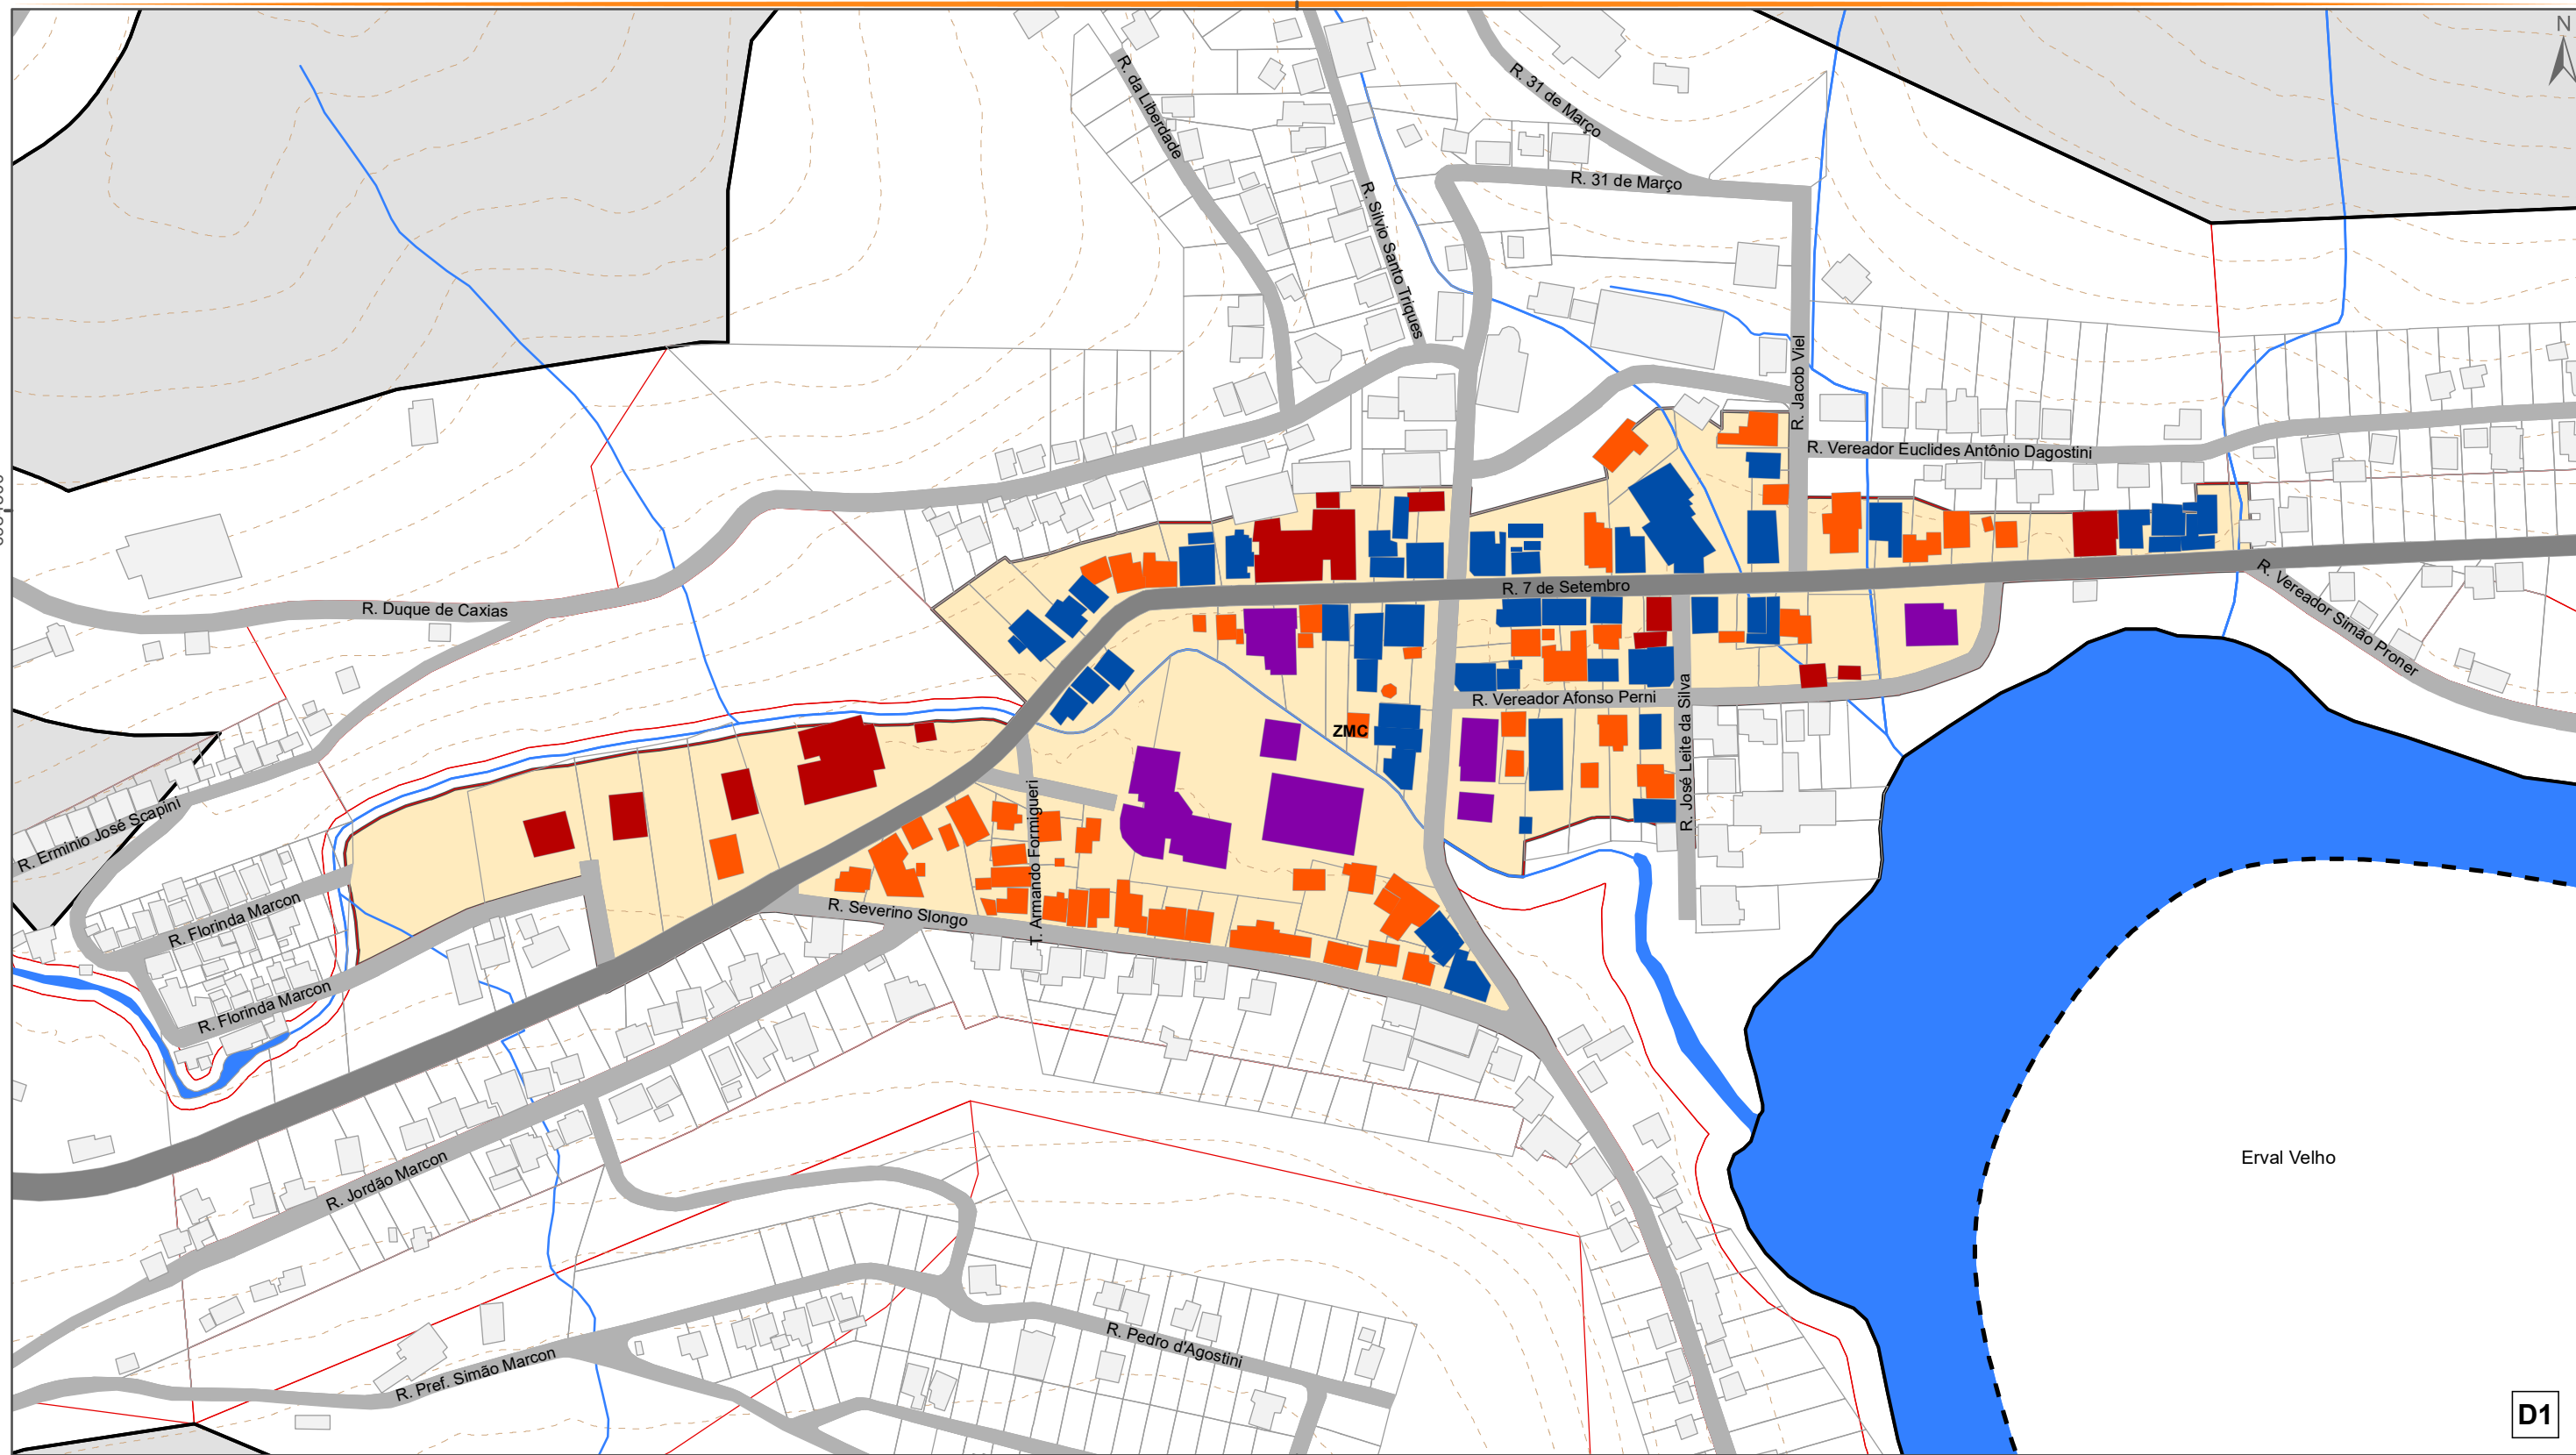 N
R. da Liberdade
R. 31 de Março
R. 31 de Março
R. Silvio Santo Triques
R. Jacob Viel
R. Vereador Euclides Antônio Dagostini
R. 7 de Setembro
R. Vereador Simão Proner
R. Duque de Caxias
R. Vereador Afonso Perni
R. José Leite da Silva
ZMC
R. Ermínio José Scapini
T. Armando Formigueri
R. Florinda Marcon
R. Severino Slongo
R. Florinda Marcon
Erval Velho
R. Jordão Marcon
R. Pedro d'Agostini
R. Pref. Simão Marcon
D1